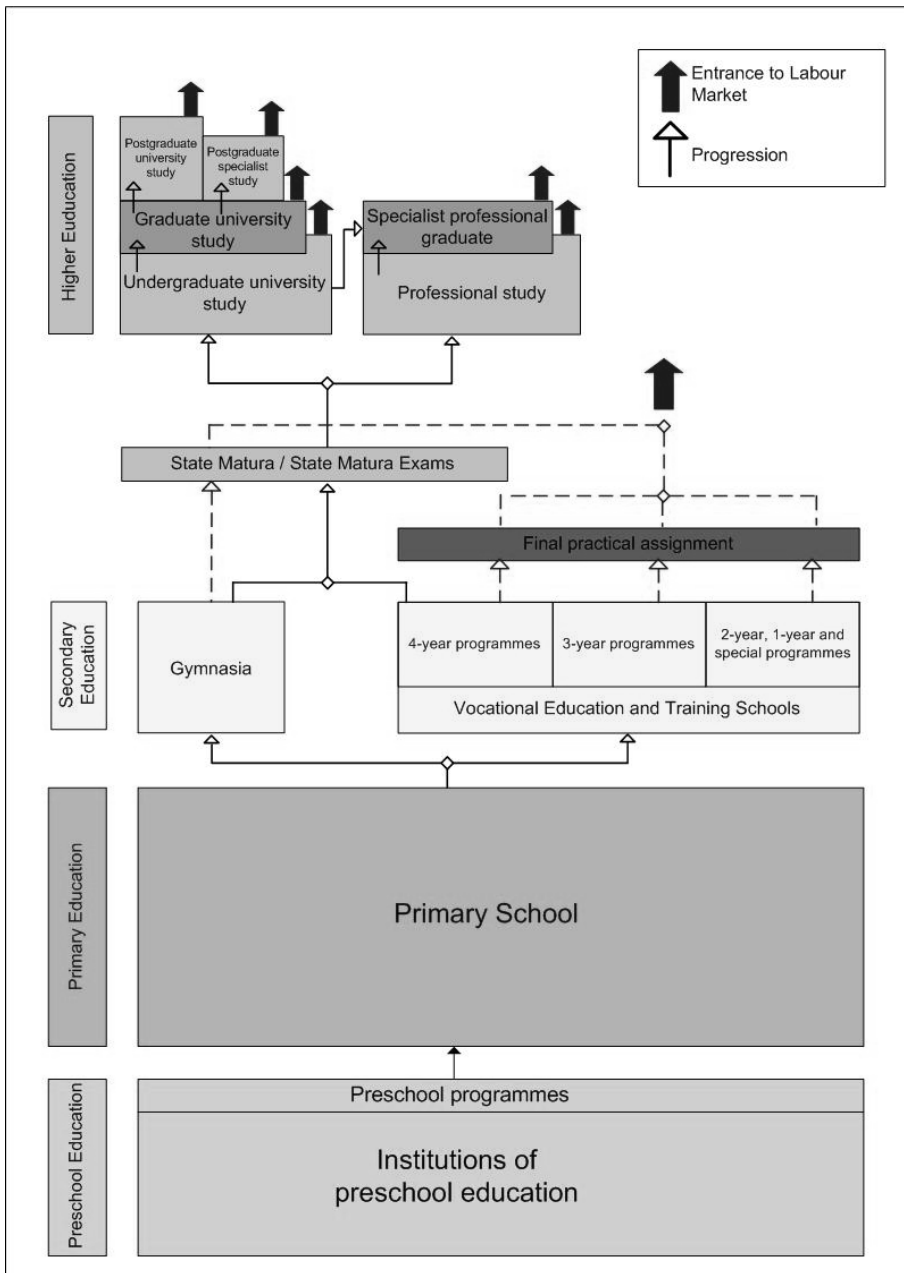 Entrance to Labour
Market
Progression
Higher Euducation
Postgraduate
university
study
Postgraduate
specialist
study
Graduate university
study
Undergraduate university
study
Specialist professional
graduate
Professional study
State Matura / State Matura Exams
Final practical assignment
Secondary
Education
Gymnasia
4-year programmes
3-year programmes
2-year, 1-year and
special programmes
Vocational Education and Training Schools
Primary Education
Primary School
Preschool Education
Preschool programmes
Institutions of
preschool education